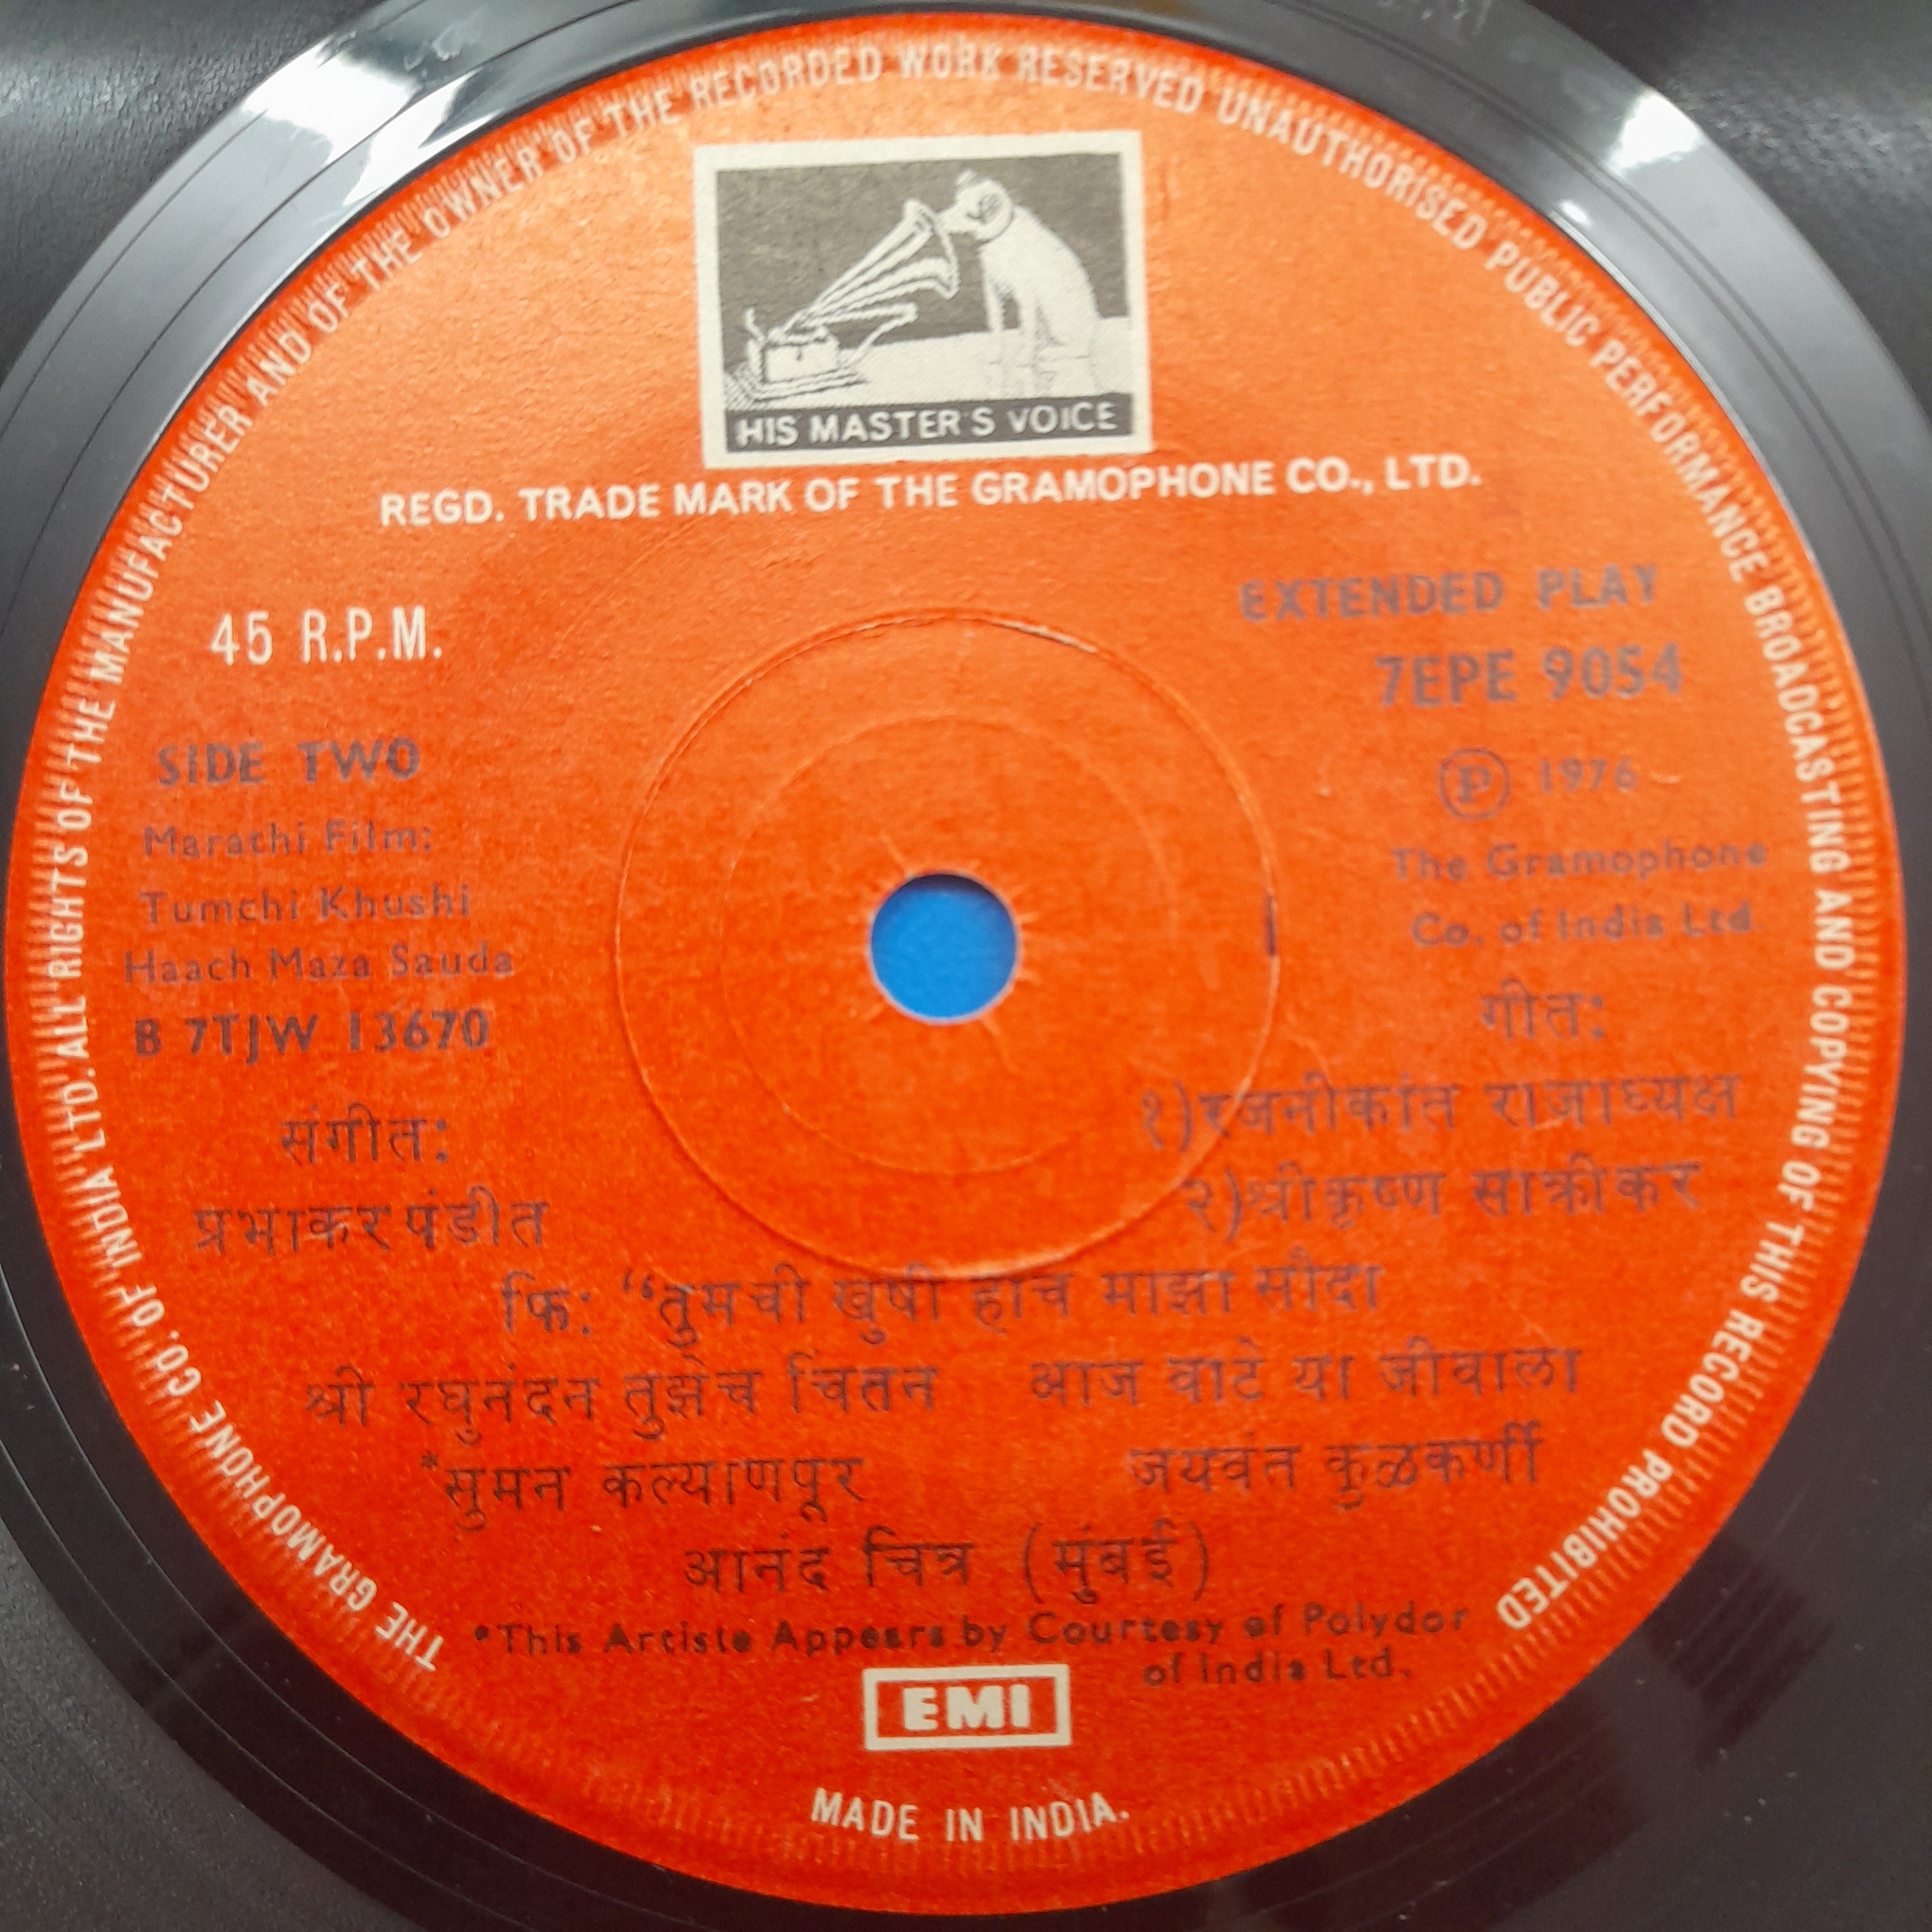 THE GRAMOPHONE CO. OF INDIA LTD. ALL RIGHTS OF THE MANUFACTURER AND OF THE OWNER OF THE RECORDED WORK RESERVED UNAUTHORISED PUBLIC PERFORMANCE BROADCASTING AND COPYING OF THIS RECORD PROHIBITED
HIS MASTER'S VOICE
REGD. TRADE MARK OF THE GRAMOPHONE CO., LTD.
45 R.P.M.
EXTENDED PLAY
7EPE 9054
SIDE TWO
Ⓟ 1976
Marathi Film:
The Gramophone
Tumchi Khushi
Co. of India Ltd
Haach Maza Sauda
B 7TJW 13670
गीत:
संगीत:
१)रजनीकांत राजाध्यक्ष
प्रभाकर पंडीत
२)श्रीकृष्ण साक्रीकर
फि: “तुमची खुषी हाच माझा सौदा
श्री रघुनंदन तुझेच चिंतन आज वाटे या जीवाला
*सुमन कल्याणपूर जयवंत कुळकर्णी
आनंद चित्र (मुंबई)
*This Artiste Appears by Courtesy of Polydor
of India Ltd.
EMI
MADE IN INDIA.